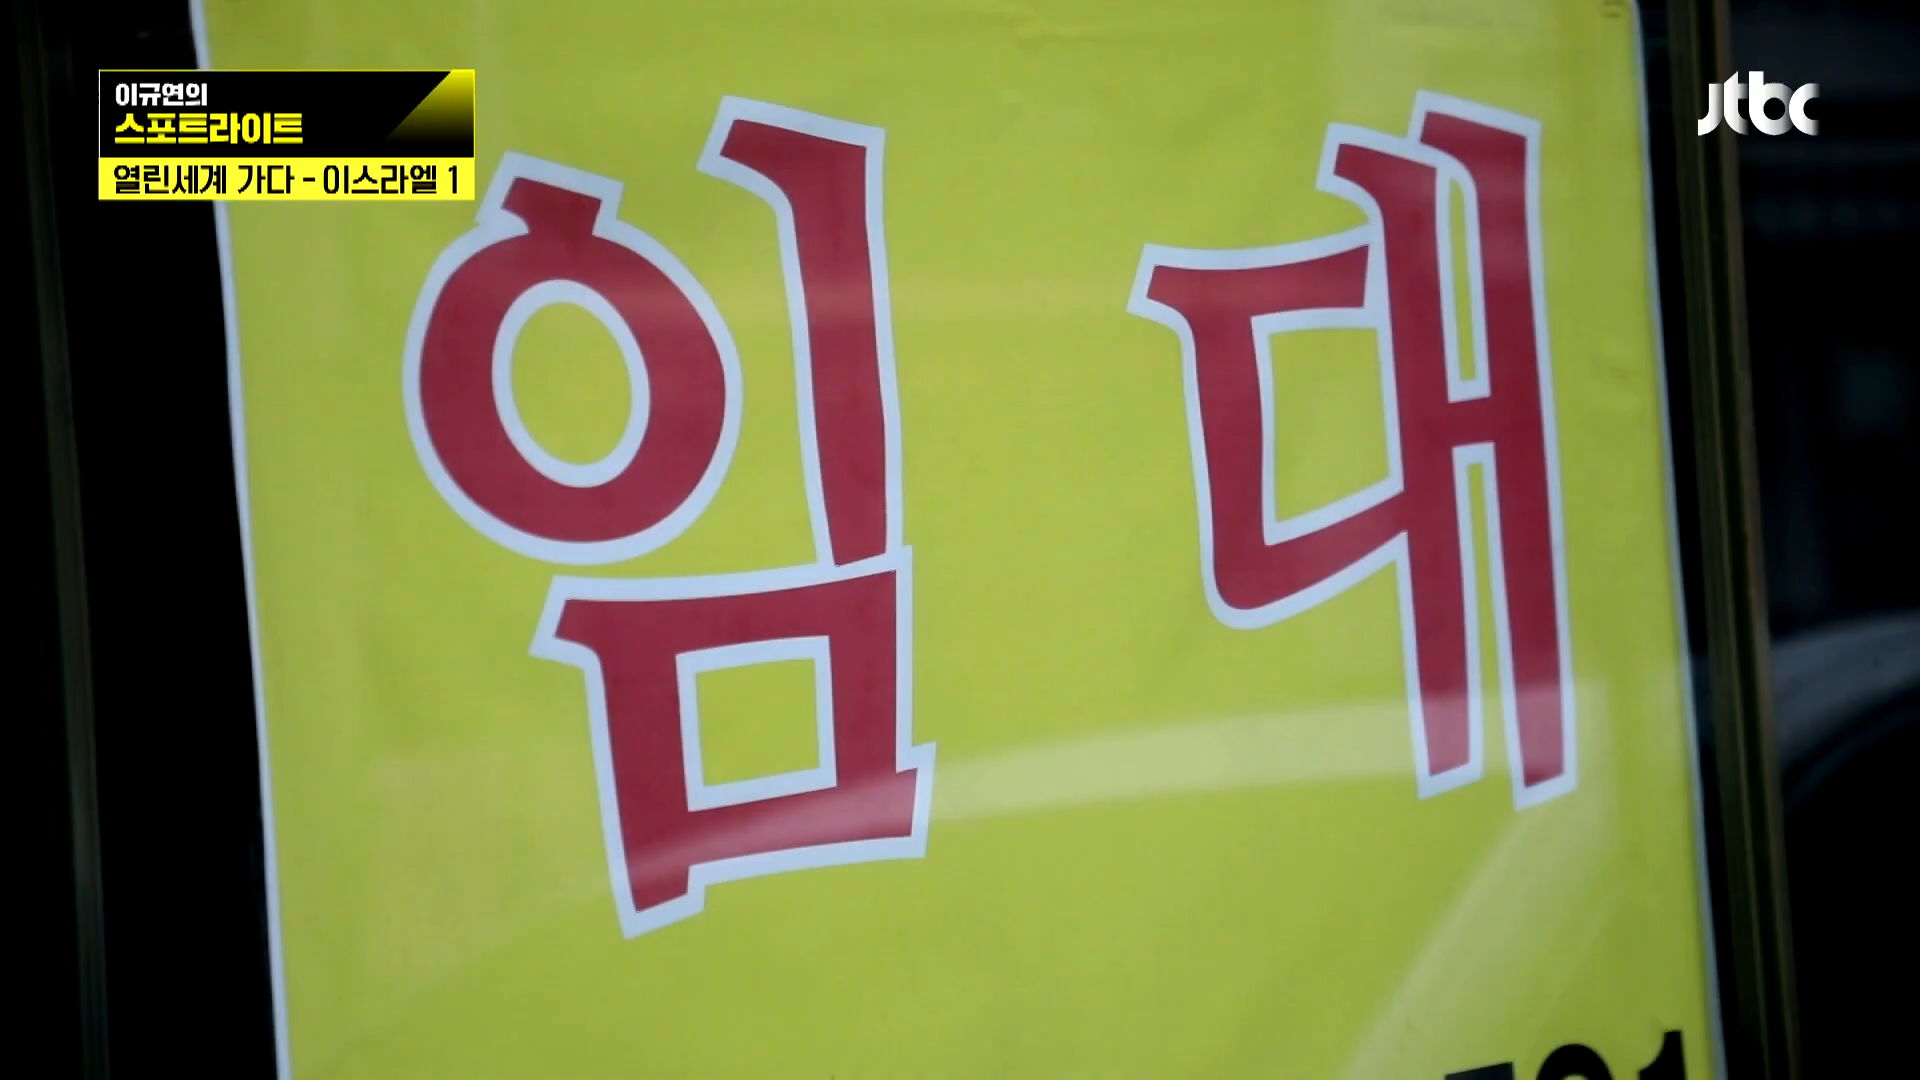 이규연의
스포트라이트
열린세계 가다 - 이스라엘 1
jtbc
임 대